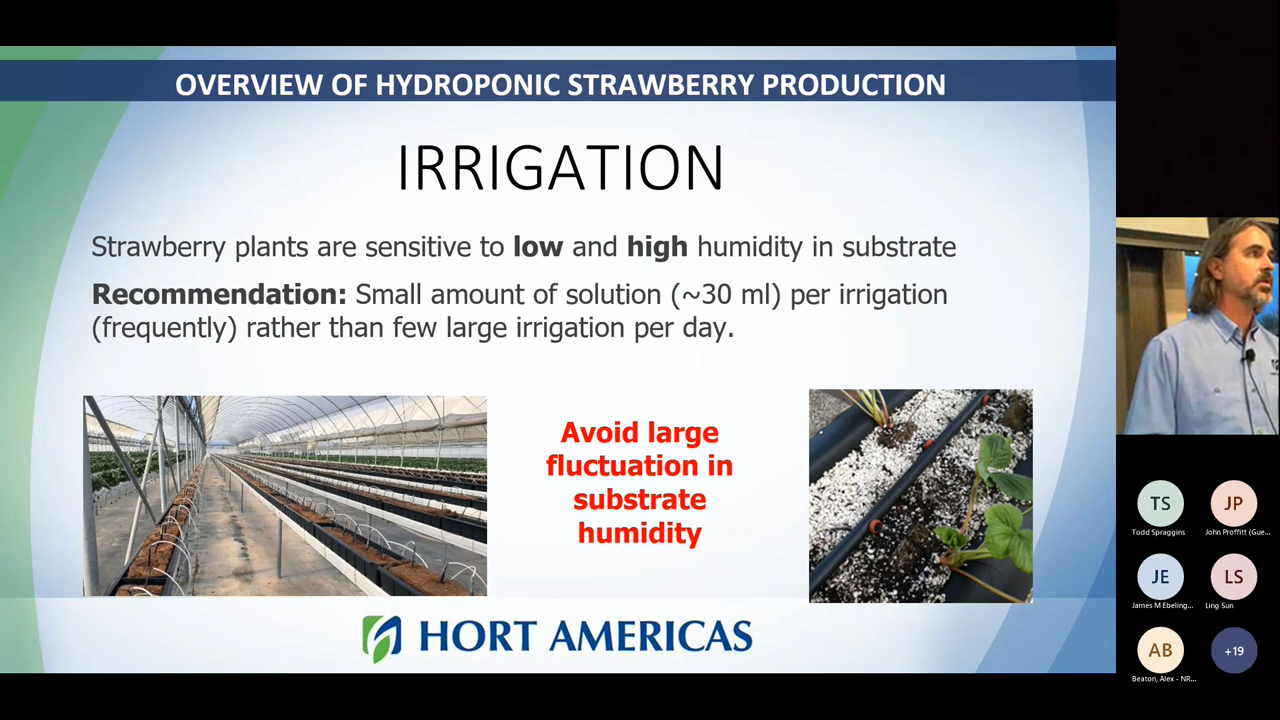 OVERVIEW OF HYDROPONIC STRAWBERRY PRODUCTION
IRRIGATION
Strawberry plants are sensitive to low and high humidity in substrate
Recommendation: Small amount of solution (~30 ml) per irrigation
(frequently) rather than few large irrigation per day.
Avoid large
fluctuation in
substrate
humidity
HORT AMERICAS
TS
Todd Spraggins
JP
John Proffitt (Gue...
JE
James M Ebeling...
LS
Ling Sun
AB
Beaton, Alex - NR...
+19